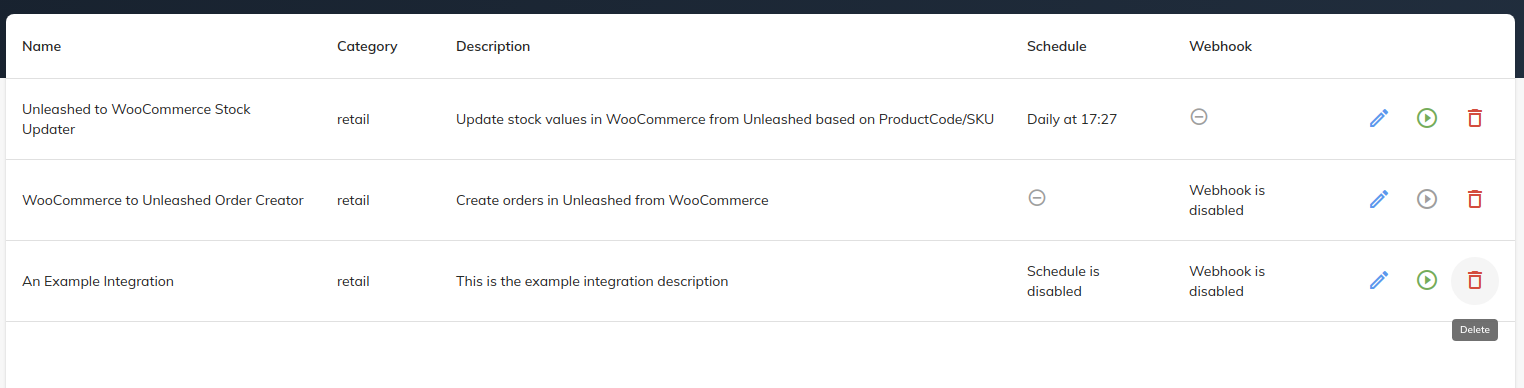 Name Category Description Schedule Webhook
Unleashed to WooCommerce Stock
Updater
retail
Update stock values in WooCommerce from Unleashed based on ProductCode/SKU
Daily at 17:27
WooCommerce to Unleashed Order Creator
retail
Create orders in Unleashed from WooCommerce
Webhook is
disabled
An Example Integration
retail
This is the example integration description
Schedule is
disabled
Webhook is
disabled
Delete